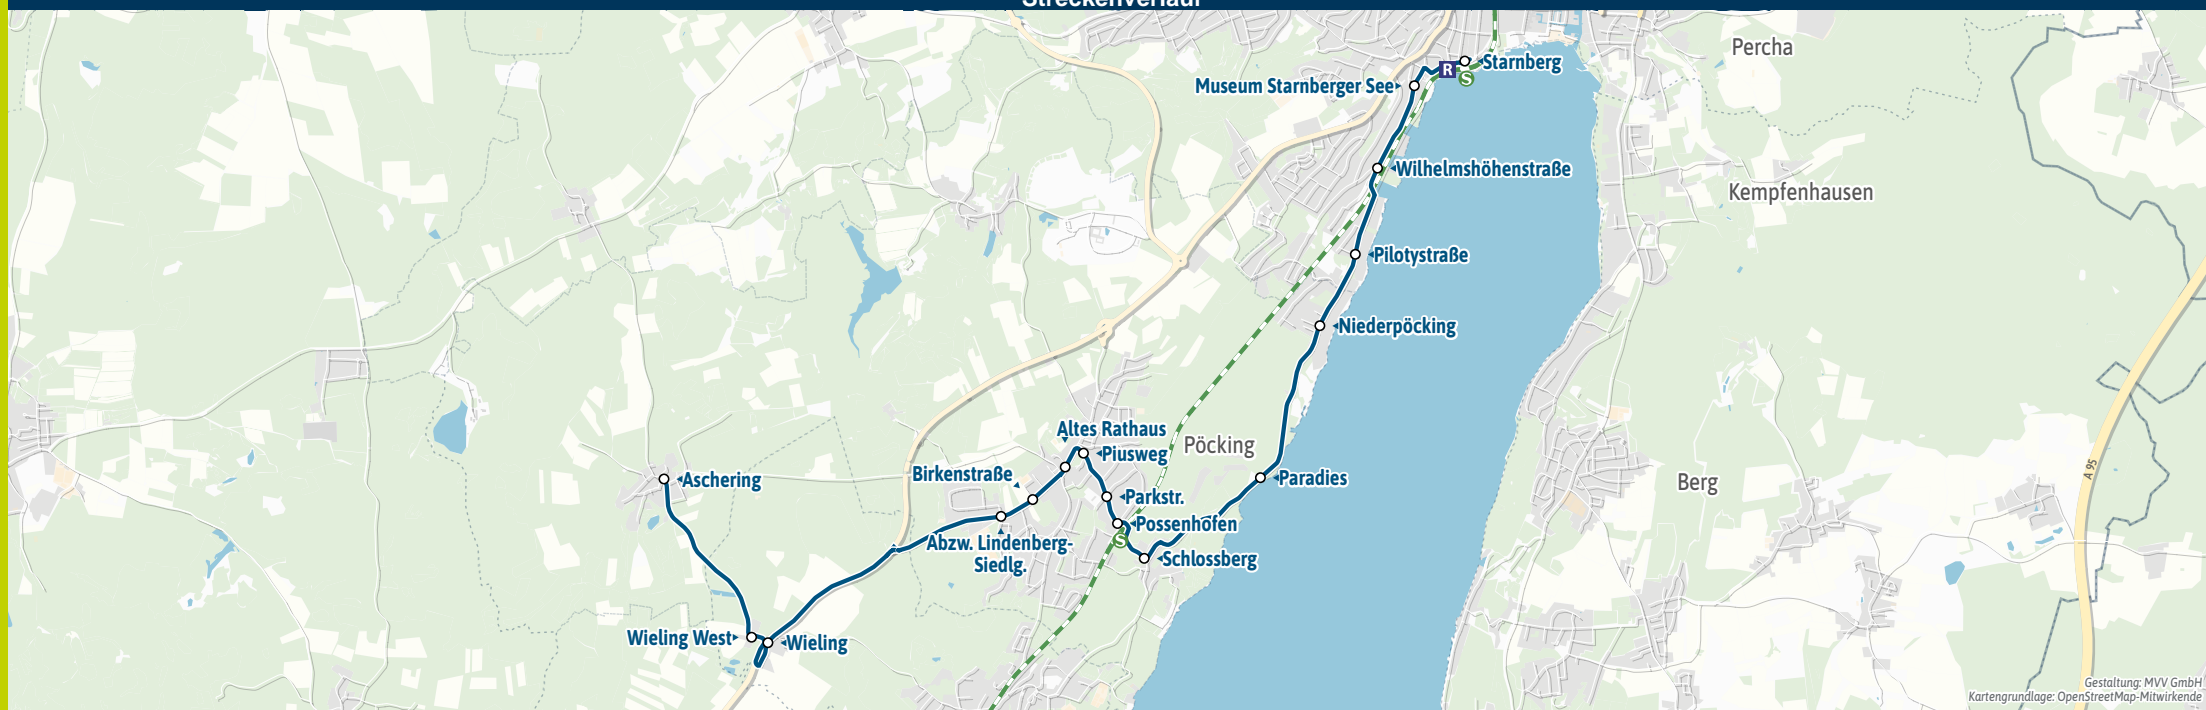 Streckenverlauf
Percha
Starnberg
R
S
Museum Starnberger See
Wilhelmshöhenstraße
Kempfenhausen
Pilotystraße
Niederpöcking
Altes Rathaus
Piusweg
Pöcking
Birkenstraße
Aschering
Paradies
Berg
A 95
Parkstr.
Possenhofen
S
Abzw. Lindenberg-
Siedlg.
Schlossberg
Wieling West
Wieling
Gestaltung: MVV GmbH
Kartengrundlage: OpenStreetMap-Mitwirkende